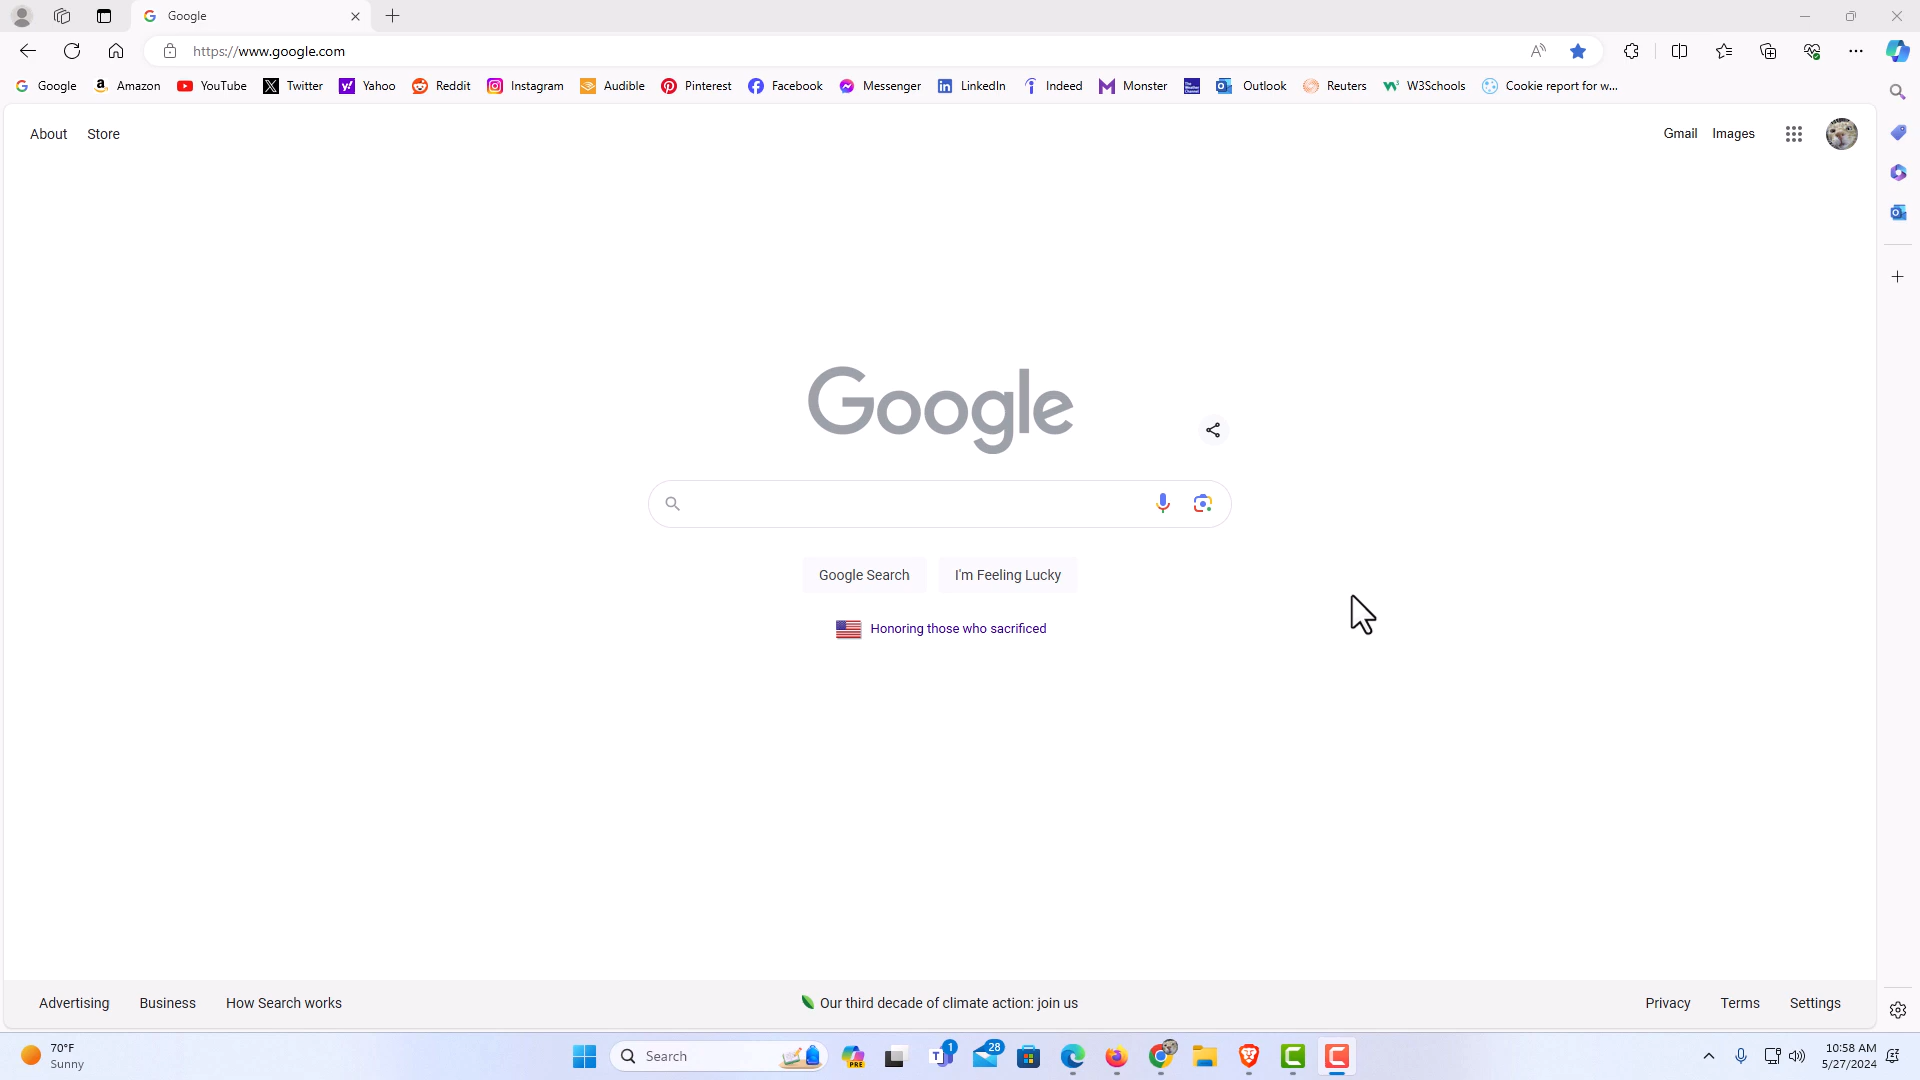 Google
https://www.google.com
Google Amazon YouTube Twitter Yahoo Reddit Instagram Audible Pinterest Facebook Messenger LinkedIn Indeed Monster Outlook Reuters W3Schools Cookie report for w...
About Store Gmail Images
Google
Google Search I'm Feeling Lucky
Honoring those who sacrificed
Advertising Business How Search works Our third decade of climate action: join us Privacy Terms Settings
70°F
Sunny
Search
PRE
1
28
10:58 AM
5/27/2024